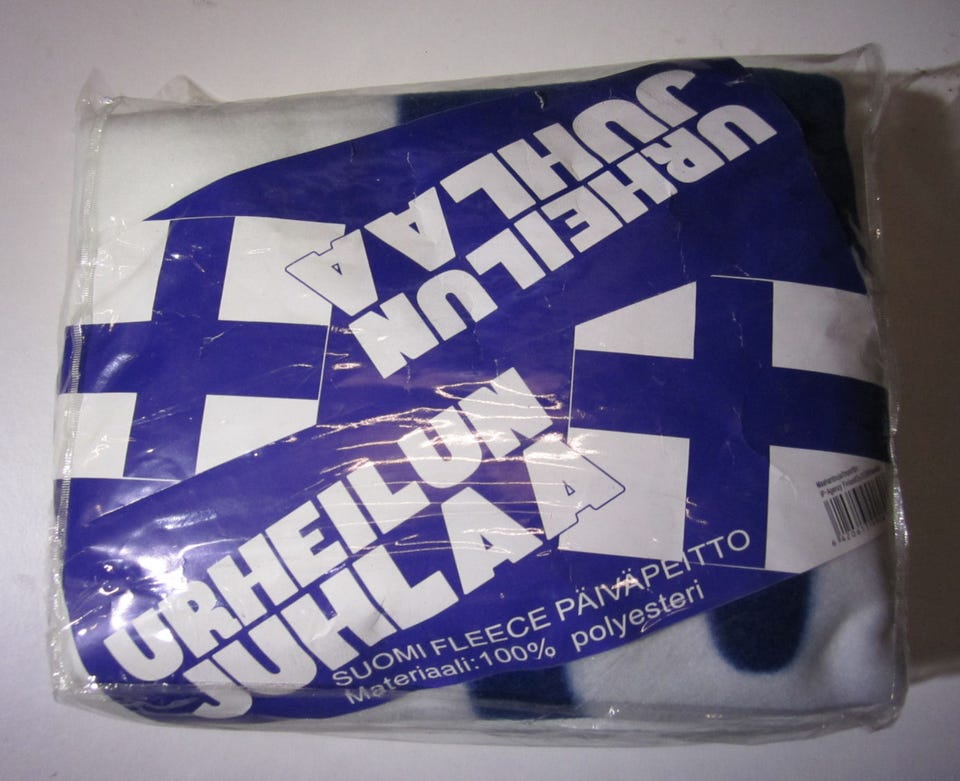 URHEILUN
JUHLAA
URHEILUN
JUHLAA
SUOMI FLEECE PÄIVÄPEITTO
Materiaali:100% polyesteri